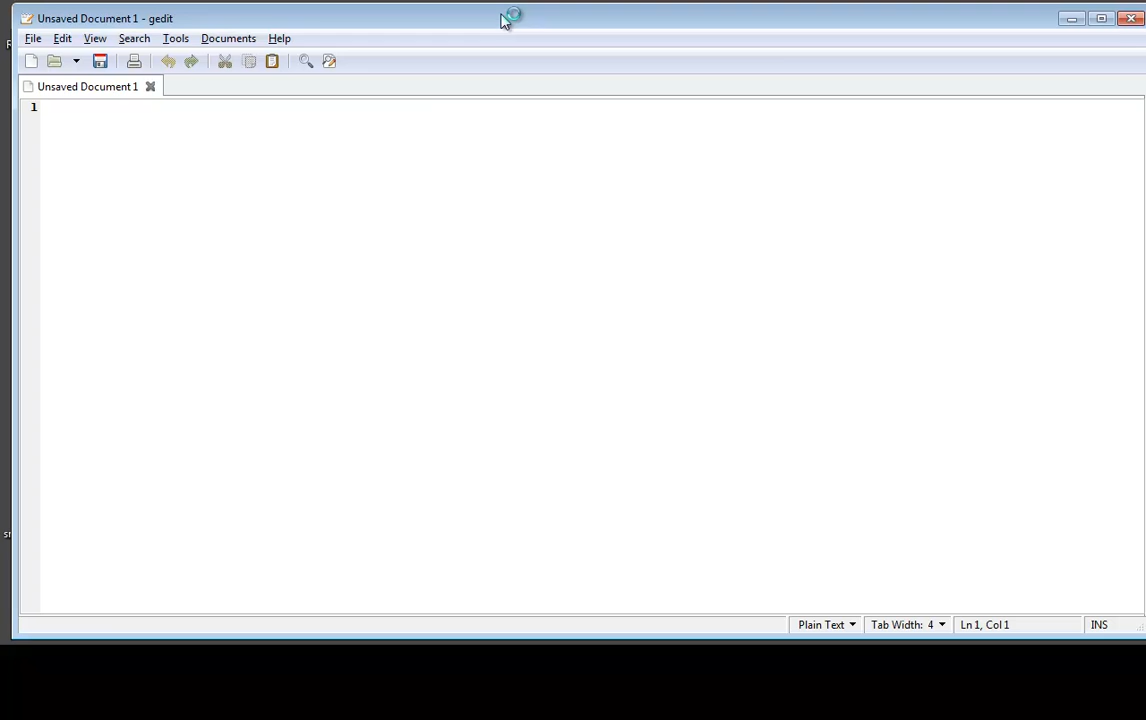 Unsaved Document 1 - gedit
File Edit View Search Tools Documents Help
Unsaved Document 1
1
Plain Text Tab Width: 4 Ln 1, Col 1 INS